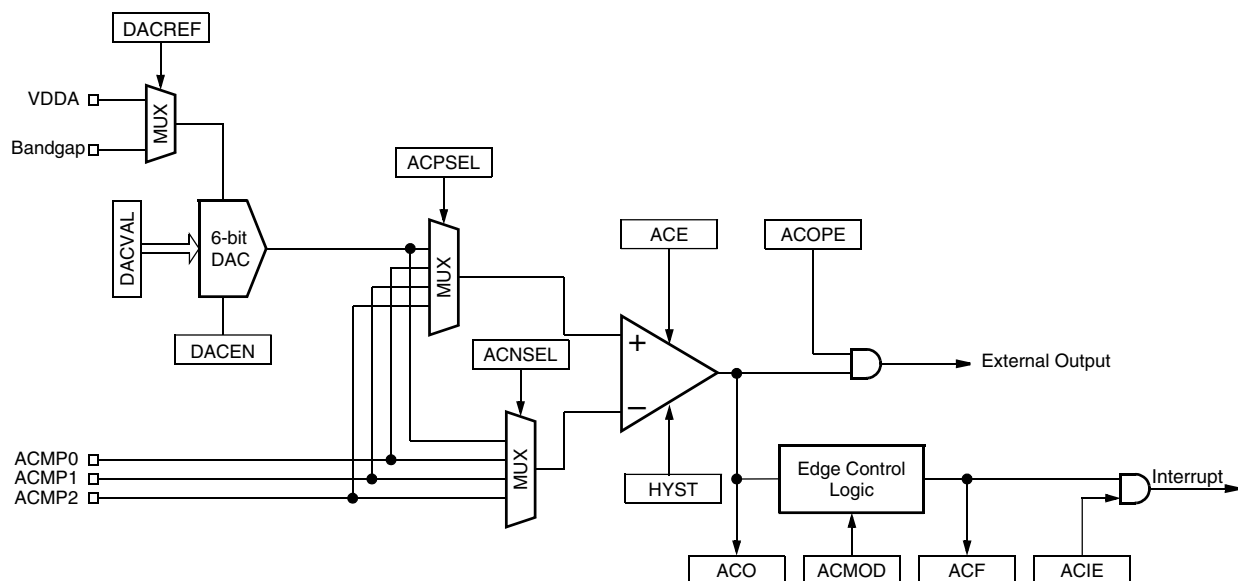 DACREF
VDDA
MUX
Bandgap
ACPSEL
DACVAL
6-bit
DAC
MUX
ACE
ACOPE
DACEN
ACNSEL
+
−
External Output
MUX
HYST
ACMP0
ACMP1
ACMP2
Edge Control
Logic
Interrupt
ACO
ACMOD
ACF
ACIE